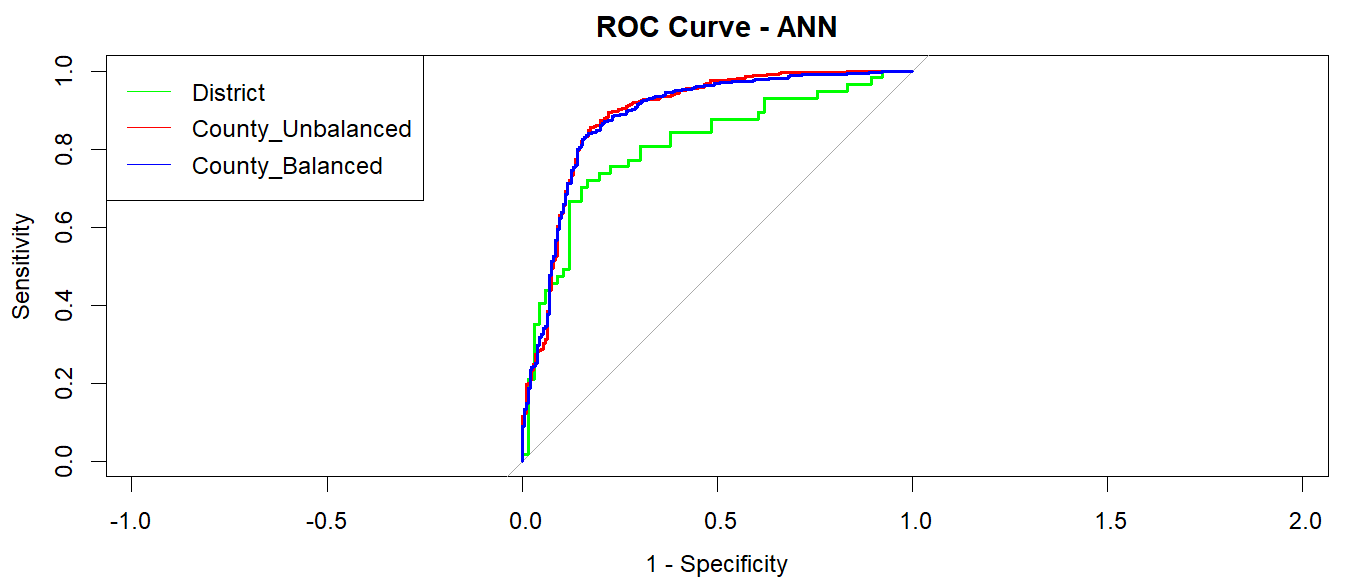 ROC Curve - ANN
District
County_Unbalanced
County_Balanced
Sensitivity
0.0 0.2 0.4 0.6 0.8 1.0
-1.0 -0.5 0.0 0.5 1.0 1.5 2.0
1 - Specificity